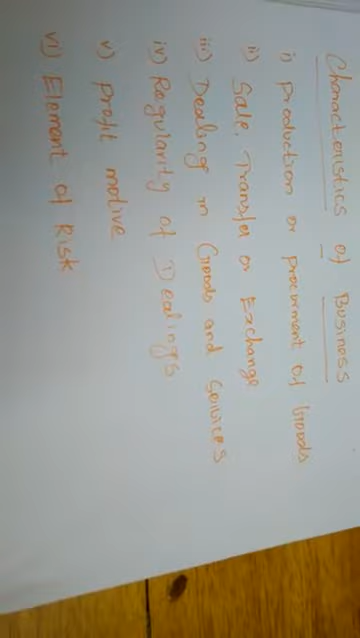 Characteristics of Business
i) Production or procurment of Goods
ii) Sale, Transfer or Exchange
iii) Dealing in Goods and Services
iv) Regularity of Dealings
v) Profit motive
vi) Element of Risk